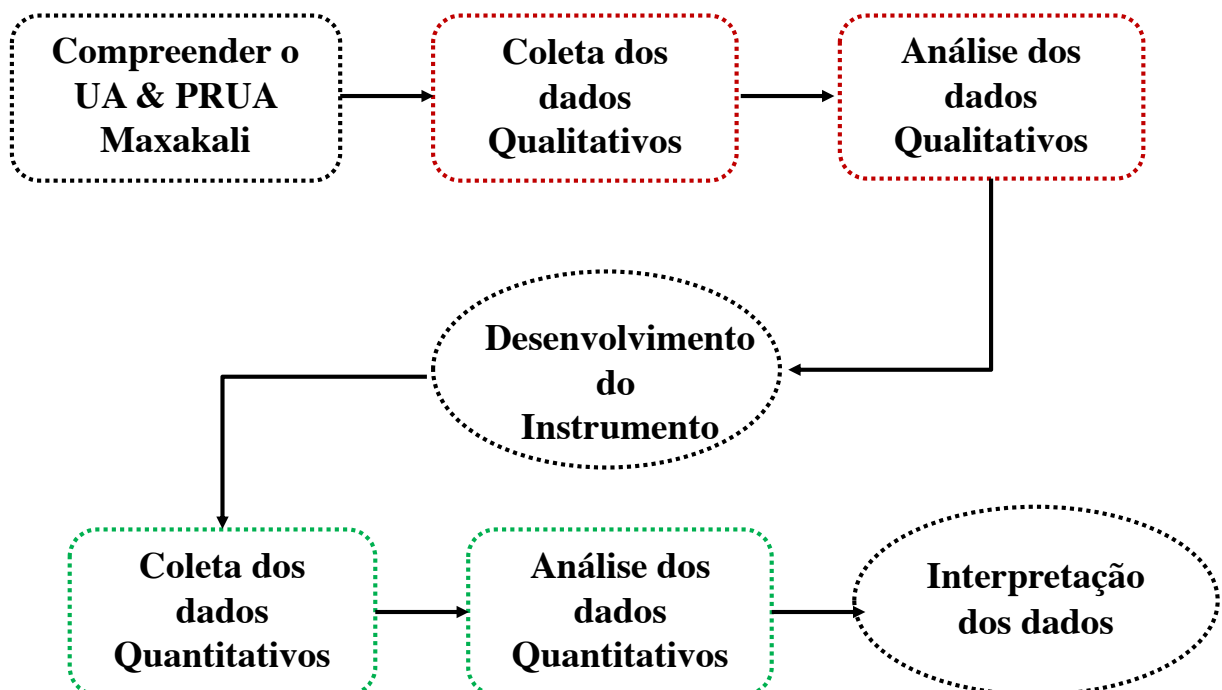 Compreender o
UA & PRUA
Maxakali
Coleta dos
dados
Qualitativos
Análise dos
dados
Qualitativos
Desenvolvimento
do
Instrumento
Coleta dos
dados
Quantitativos
Análise dos
dados
Quantitativos
Interpretação
dos dados